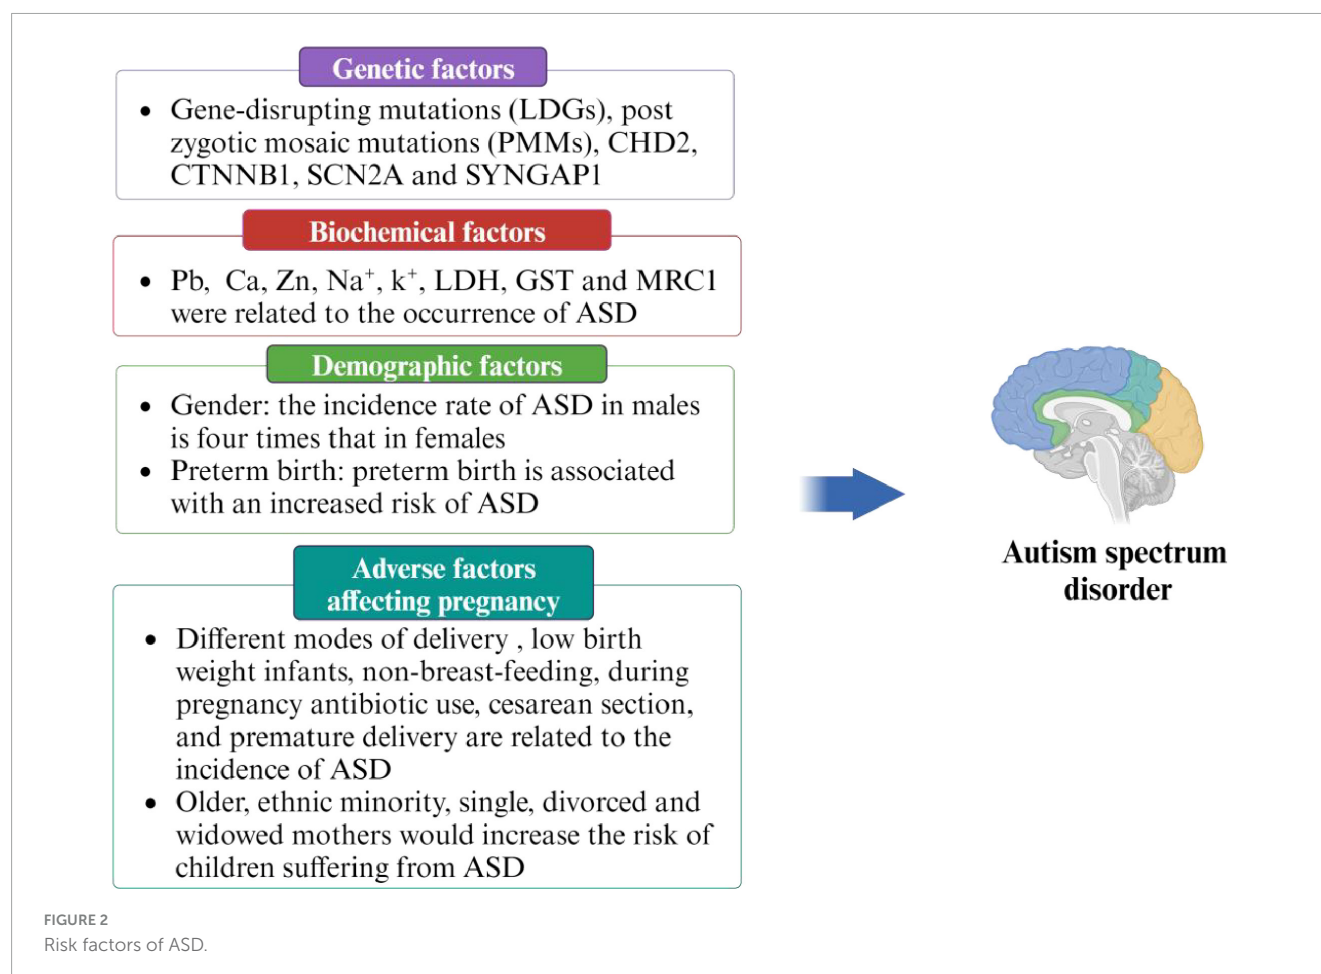 Genetic factors
• Gene-disrupting mutations (LDGs), post
zygotic mosaic mutations (PMMs), CHD2,
CTNNB1, SCN2A and SYNGAP1
Biochemical factors
• Pb, Ca, Zn, Na⁺, k⁺, LDH, GST and MRC1
were related to the occurrence of ASD
Demographic factors
• Gender: the incidence rate of ASD in males
is four times that in females
• Preterm birth: preterm birth is associated
with an increased risk of ASD
Adverse factors
affecting pregnancy
• Different modes of delivery , low birth
weight infants, non-breast-feeding, during
pregnancy antibiotic use, cesarean section,
and premature delivery are related to the
incidence of ASD
• Older, ethnic minority, single, divorced and
widowed mothers would increase the risk of
children suffering from ASD
Autism spectrum
disorder
FIGURE 2
Risk factors of ASD.